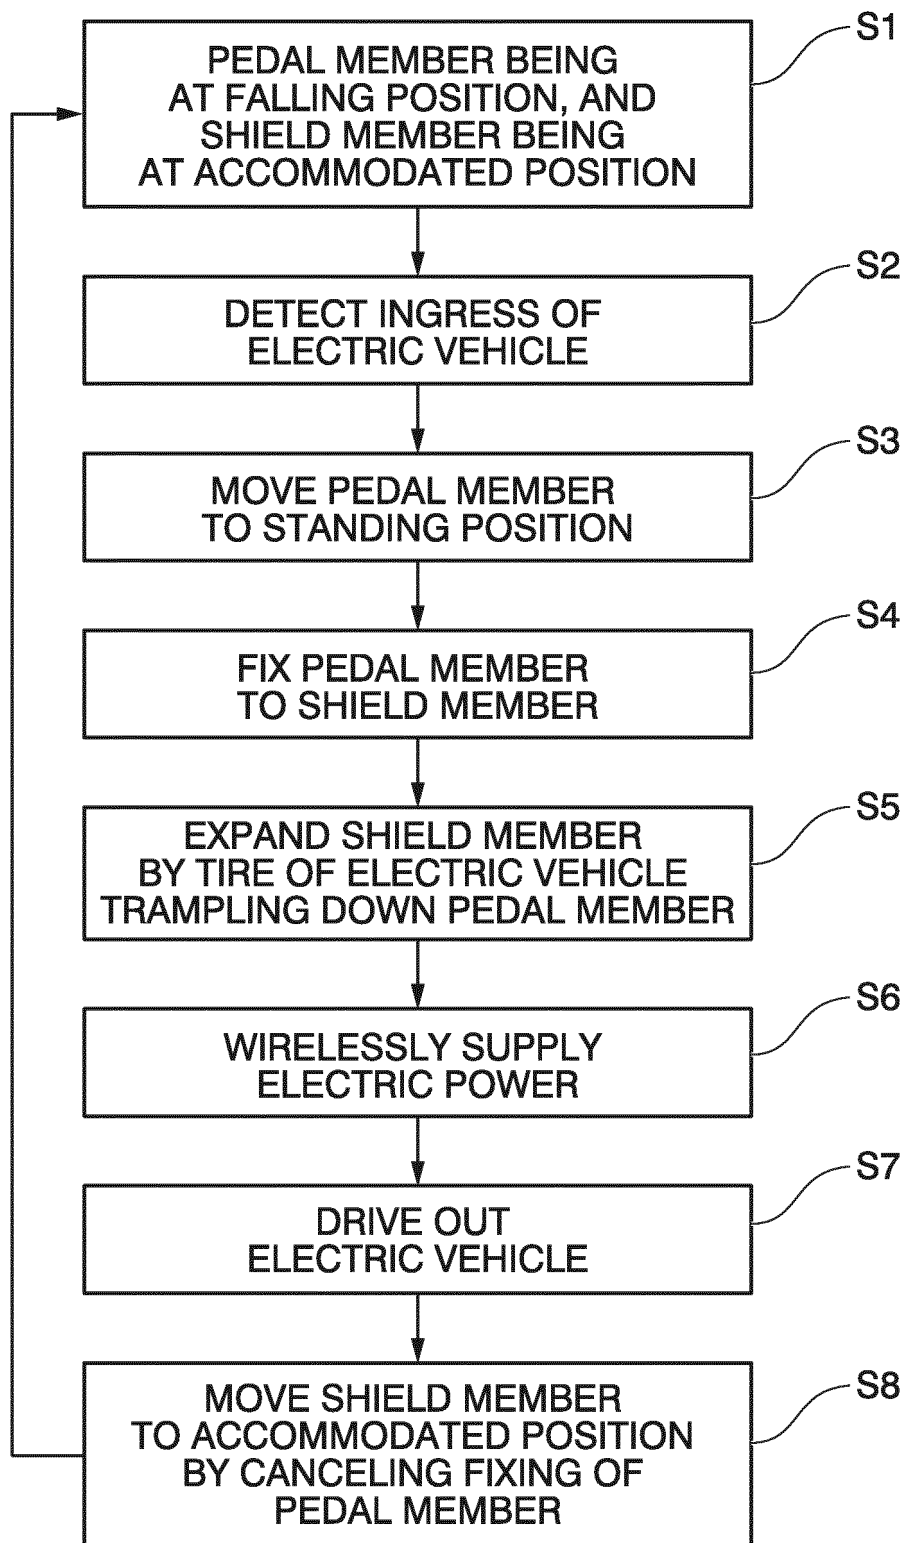 S1
PEDAL MEMBER BEING
AT FALLING POSITION, AND
SHIELD MEMBER BEING
AT ACCOMMODATED POSITION
S2
DETECT INGRESS OF
ELECTRIC VEHICLE
S3
MOVE PEDAL MEMBER
TO STANDING POSITION
S4
FIX PEDAL MEMBER
TO SHIELD MEMBER
S5
EXPAND SHIELD MEMBER
BY TIRE OF ELECTRIC VEHICLE
TRAMPLING DOWN PEDAL MEMBER
S6
WIRELESSLY SUPPLY
ELECTRIC POWER
S7
DRIVE OUT
ELECTRIC VEHICLE
S8
MOVE SHIELD MEMBER
TO ACCOMMODATED POSITION
BY CANCELING FIXING OF
PEDAL MEMBER